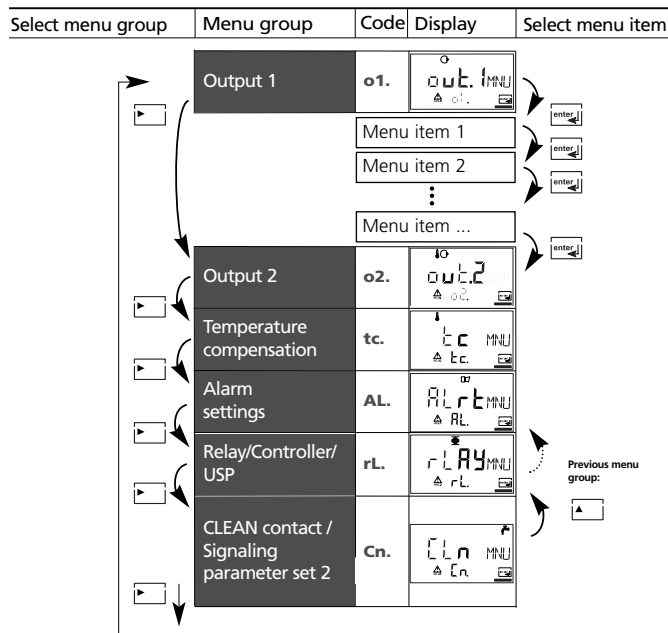 Select menu group Menu group Code Display Select menu item
Output 1 o1. out.1 MNU
o1.
enter
Menu item 1
enter
Menu item 2
enter
Menu item ...
enter
Output 2 o2. out.2
o2.
Temperature
compensation tc. tc MNU
tc.
Alarm
settings AL. ALrt MNU
AL.
Relay/Controller/
USP rL. rLAY MNU
rL.
Previous menu
group:
CLEAN contact /
Signaling
parameter set 2 Cn. CLn MNU
Cn.